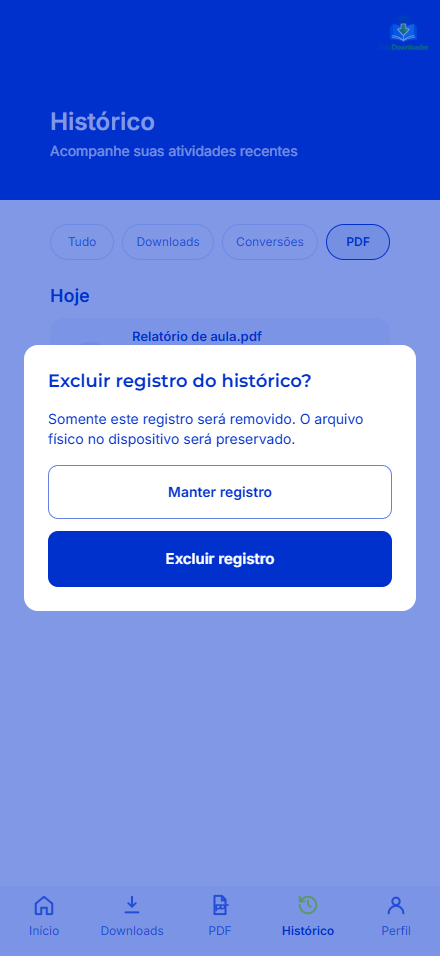 Downloader
Histórico
Acompanhe suas atividades recentes
Tudo
Downloads
Conversões
PDF
Hoje
Relatório de aula.pdf
Excluir registro do histórico?
Somente este registro será removido. O arquivo
físico no dispositivo será preservado.
Manter registro
Excluir registro
Início
Downloads
PDF
Histórico
Perfil